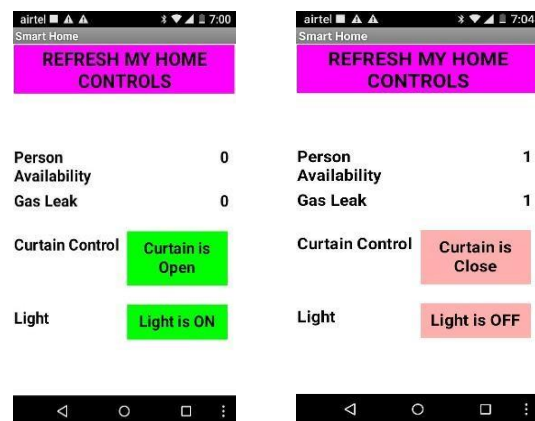 airtel 7:00
Smart Home
REFRESH MY HOME
CONTROLS
Person 0
Availability
Gas Leak 0
Curtain Control Curtain is
Open
Light Light is ON
airtel 7:04
Smart Home
REFRESH MY HOME
CONTROLS
Person 1
Availability
Gas Leak 1
Curtain Control Curtain is
Close
Light Light is OFF